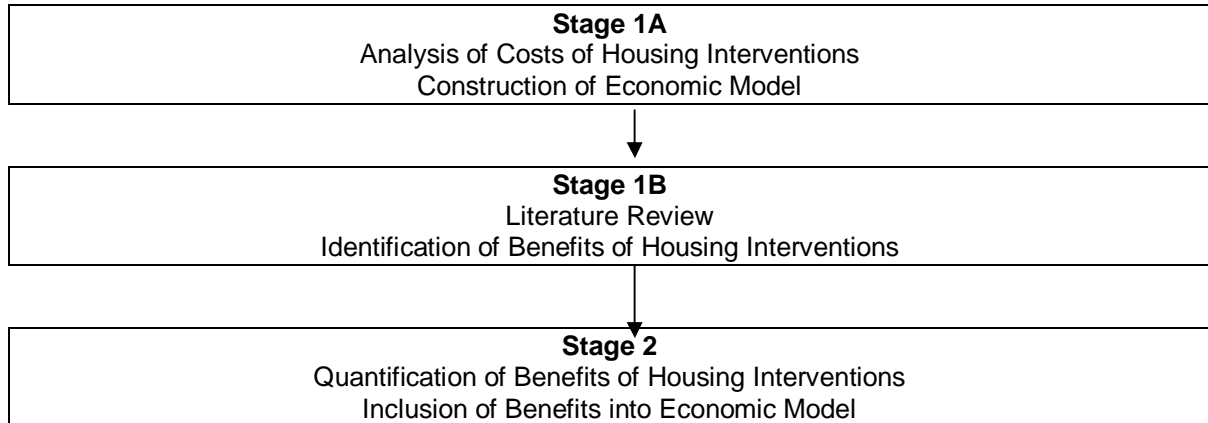 Stage 1A
Analysis of Costs of Housing Interventions
Construction of Economic Model
Stage 1B
Literature Review
Identification of Benefits of Housing Interventions
Stage 2
Quantification of Benefits of Housing Interventions
Inclusion of Benefits into Economic Model